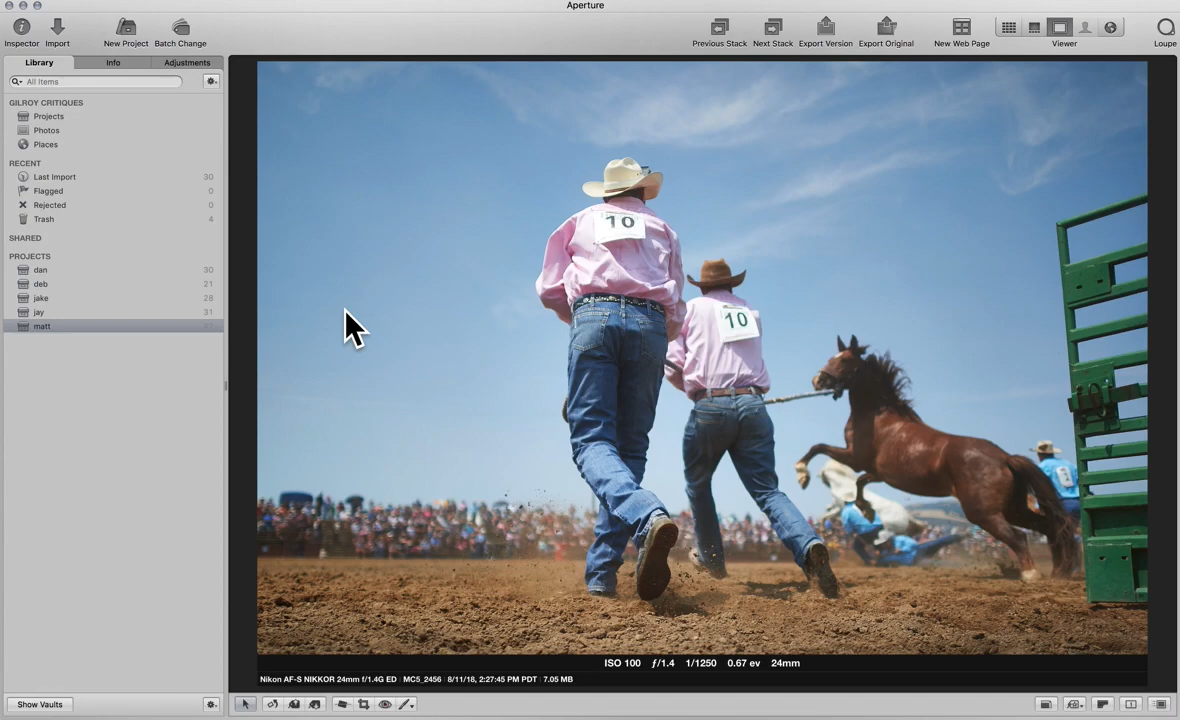 Aperture
Inspector
Import
New Project
Batch Change
Previous Stack
Next Stack
Export Version
Export Original
New Web Page
Viewer
Loupe
Library
Info
Adjustments
All Items
GILROY CRITIQUES
Projects
Photos
Places
RECENT
Last Import 30
Flagged 0
Rejected 0
Trash 4
SHARED
PROJECTS
dan 30
deb 21
jake 28
jay 31
matt
10
10
ISO 100 ƒ/1.4 1/1250 0.67 ev 24mm
Nikon AF-S NIKKOR 24mm f/1.4G ED MC5_2456 8/11/18, 2:27:45 PM PDT 7.05 MB
Show Vaults